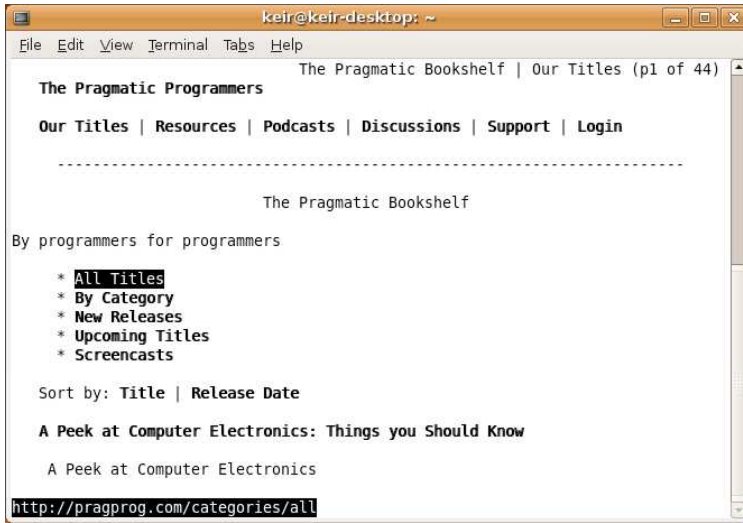 keir@keir-desktop: ~
File Edit View Terminal Tabs Help
The Pragmatic Bookshelf | Our Titles (p1 of 44)
The Pragmatic Programmers
Our Titles | Resources | Podcasts | Discussions | Support | Login
----------------------------------------------------------------------
The Pragmatic Bookshelf
By programmers for programmers
* All Titles
* By Category
* New Releases
* Upcoming Titles
* Screencasts
Sort by: Title | Release Date
A Peek at Computer Electronics: Things you Should Know
A Peek at Computer Electronics
http://pragprog.com/categories/all